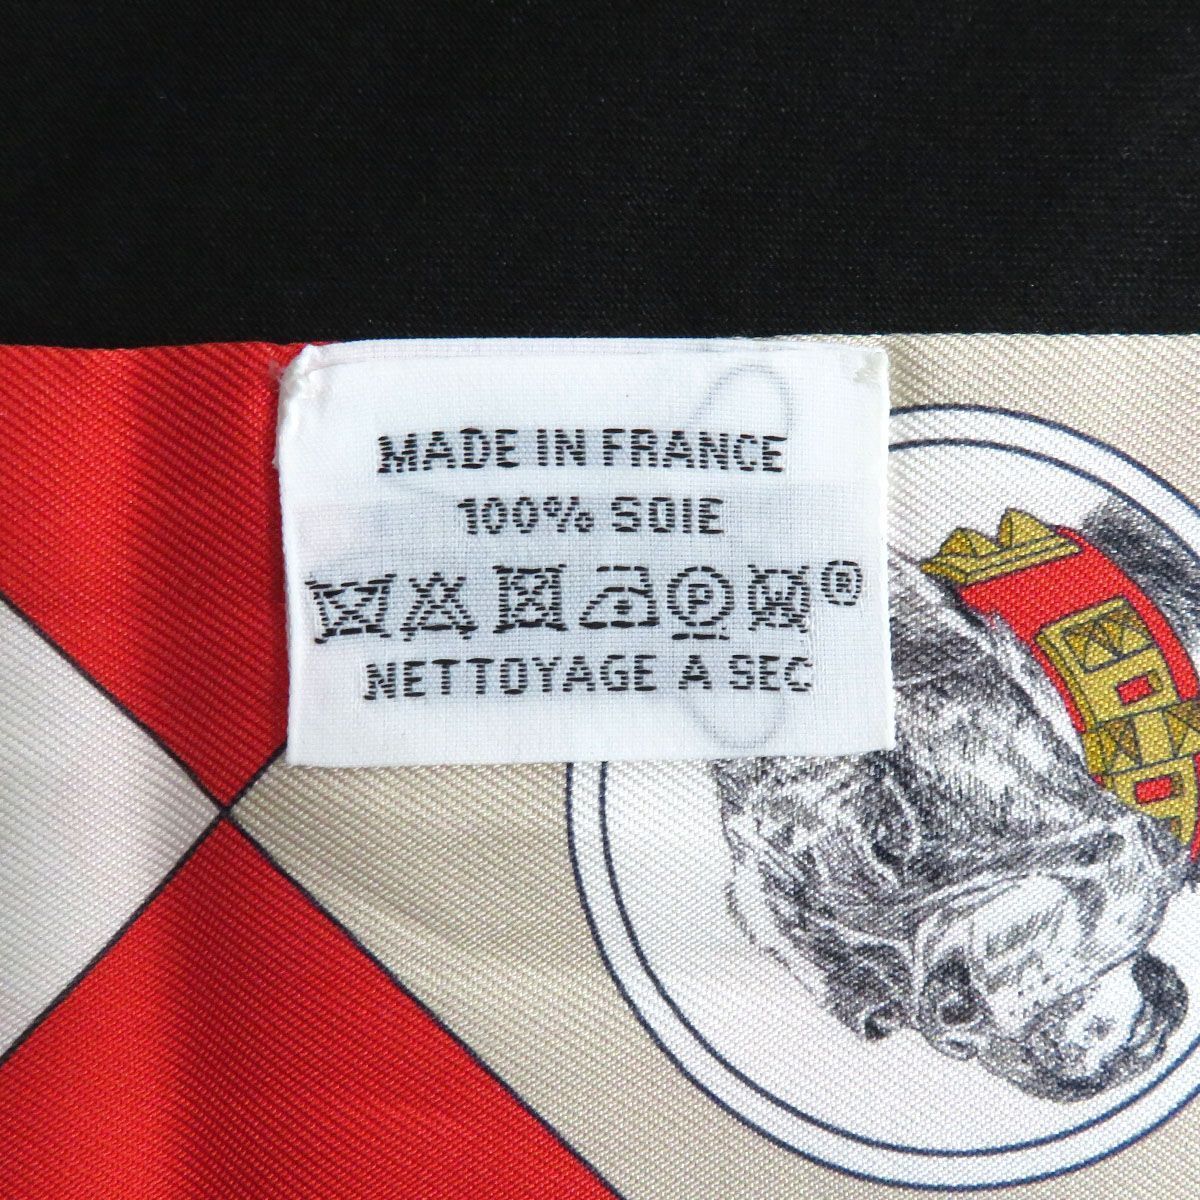 MADE IN FRANCE
100% SOIE
P W ®
NETTOYAGE A SEC